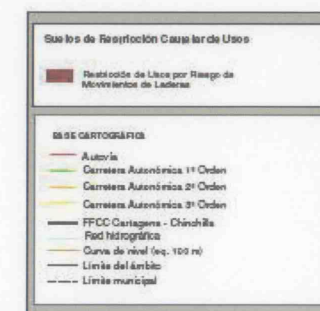 Suelos de Restricción Cautelar de Usos
Restricción de Usos por Riesgo de
Movimientos de Laderas
BASE CARTOGRÁFICA
Autovía
Carretera Autonómica 1º Orden
Carretera Autonómica 2º Orden
Carretera Autonómica 3º Orden
FFCC Cartagena - Chinchilla
Red hidrográfica
Curva de nivel (eq. 100 m)
Límite del ámbito
Límite municipal